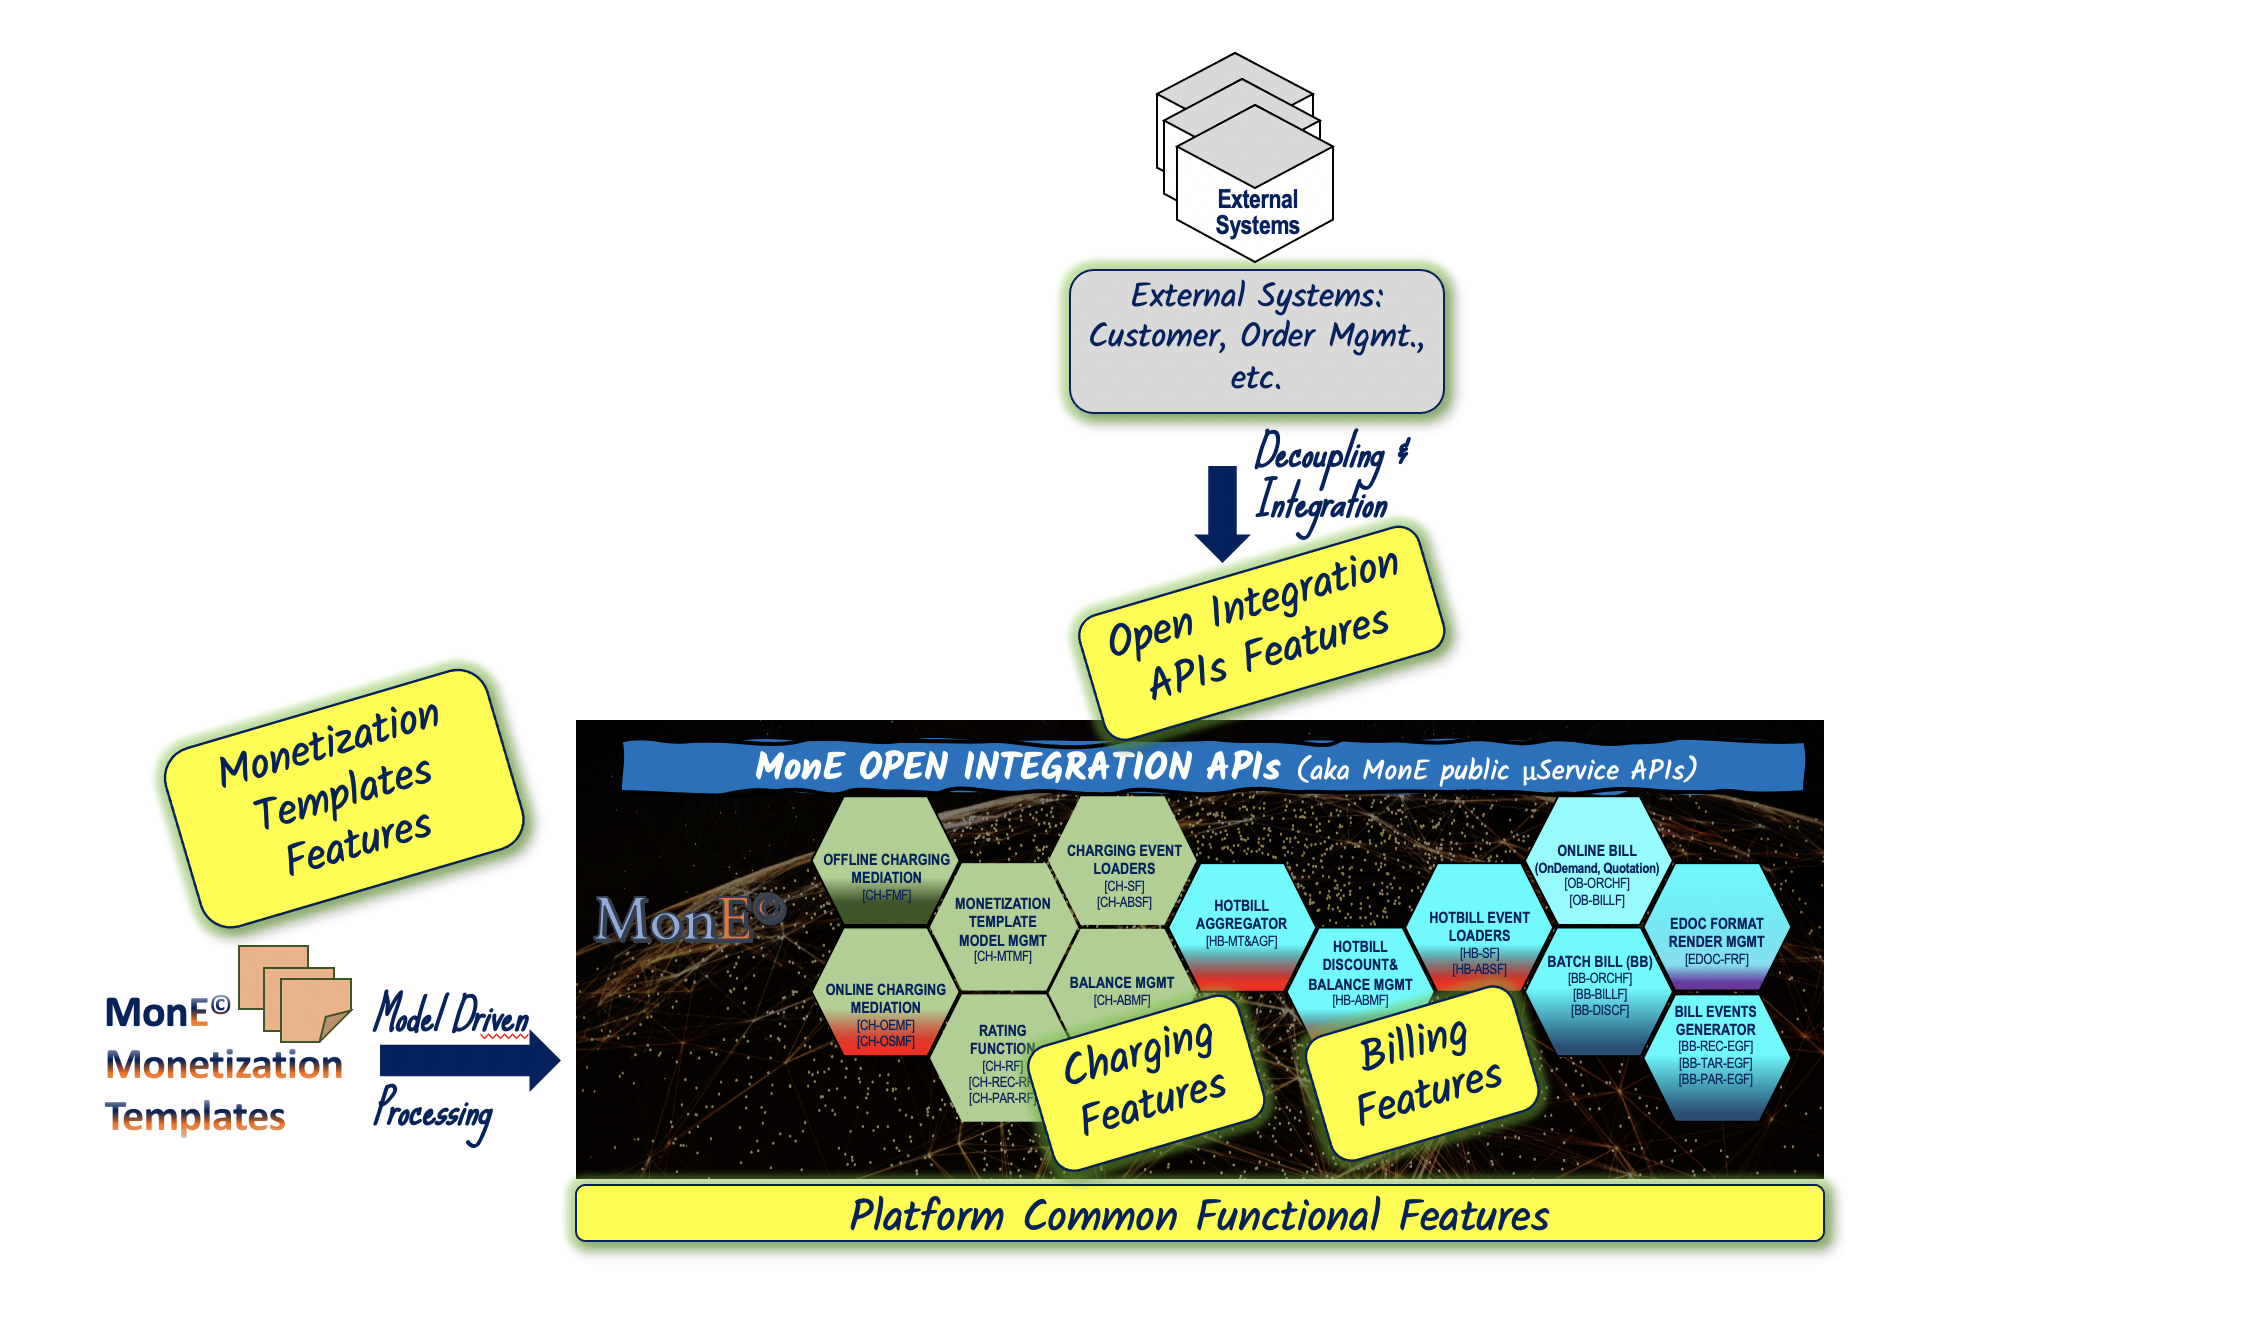 External
Systems
External Systems:
Customer, Order Mgmt.,
etc.
Decoupling &
Integration
Open Integration
APIs Features
Monetization
Templates
Features
MonE©
Monetization
Templates
Model Driven
Processing
MonE OPEN INTEGRATION APIs (aka MonE public µService APIs)
MonE©
OFFLINE CHARGING
MEDIATION
[CH-FMF]
ONLINE CHARGING
MEDIATION
[CH-OEMF]
[CH-OSMF]
MONETIZATION
TEMPLATE
MODEL MGMT
[CH-MTMF]
RATING
FUNCTION
[CH-RF]
[CH-REC-RF]
[CH-PAR-RF]
CHARGING EVENT
LOADERS
[CH-SF]
[CH-ABSF]
BALANCE MGMT
[CH-ABMF]
HOTBILL
AGGREGATOR
[HB-MT&AGF]
HOTBILL
DISCOUNT&
BALANCE MGMT
[HB-ABMF]
HOTBILL EVENT
LOADERS
[HB-SF]
[HB-ABSF]
ONLINE BILL
(OnDemand, Quotation)
[OB-ORCHF]
[OB-BILLF]
BATCH BILL (BB)
[BB-ORCHF]
[BB-BILLF]
[BB-DISCF]
EDOC FORMAT
RENDER MGMT
[EDOC-FRF]
BILL EVENTS
GENERATOR
[BB-REC-EGF]
[BB-TAR-EGF]
[BB-PAR-EGF]
Charging
Features
Billing
Features
Platform Common Functional Features